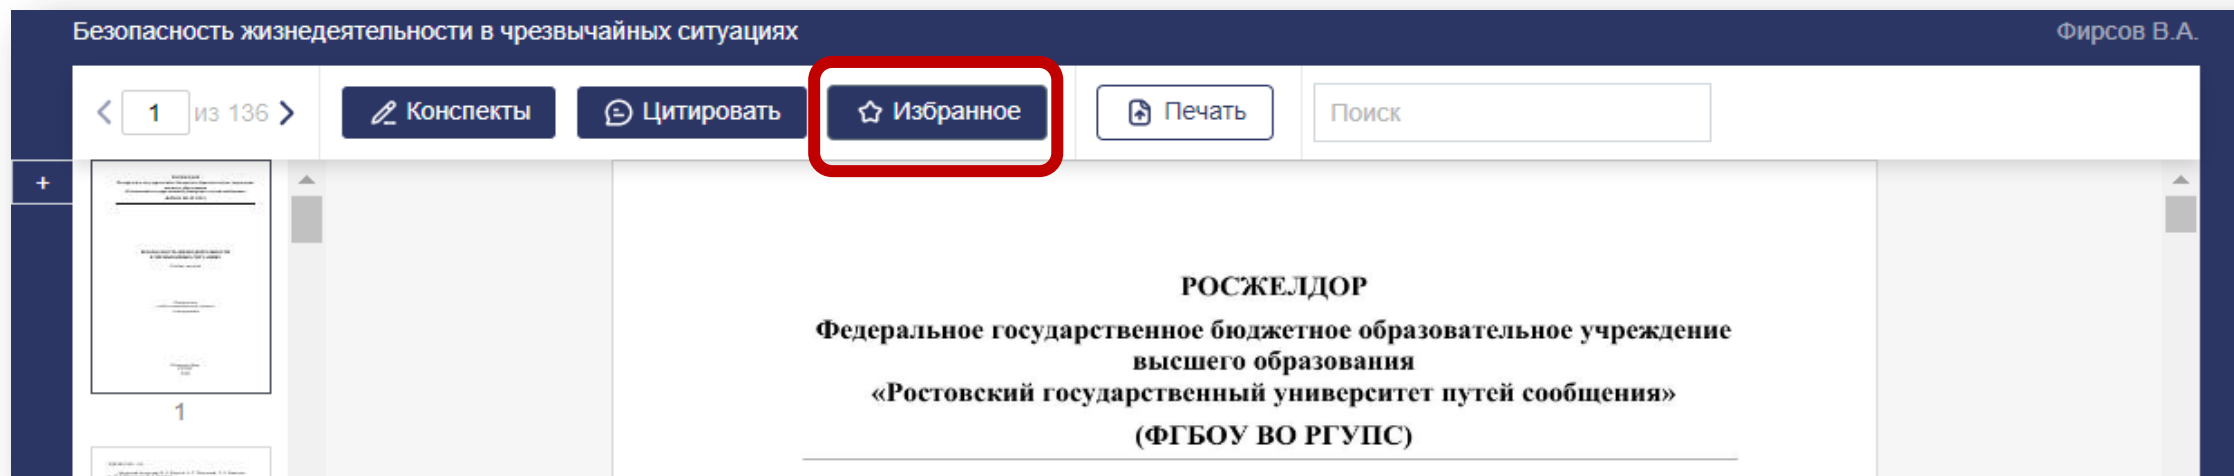 Безопасность жизнедеятельности в чрезвычайных ситуациях
Фирсов В.А.
1 из 136
Конспекты
Цитировать
Избранное
Печать
Поиск
+
1
РОСЖЕЛДОР
Федеральное государственное бюджетное образовательное учреждение
высшего образования
«Ростовский государственный университет путей сообщения»
(ФГБОУ ВО РГУПС)